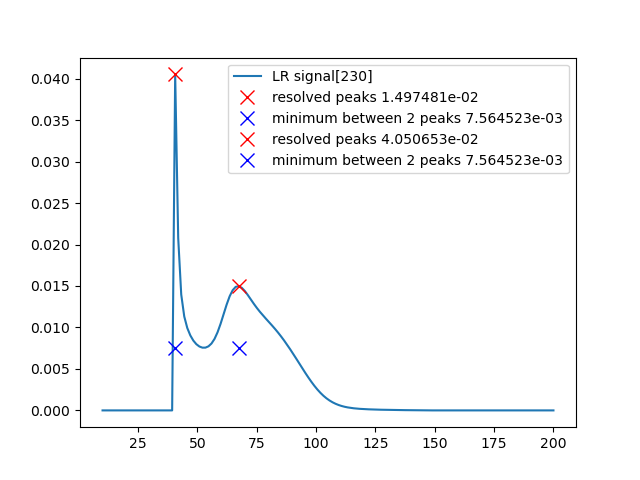 LR signal[230]
resolved peaks 1.497481e-02
minimum between 2 peaks 7.564523e-03
resolved peaks 4.050653e-02
minimum between 2 peaks 7.564523e-03
0.040
0.035
0.030
0.025
0.020
0.015
0.010
0.005
0.000
25 50 75 100 125 150 175 200